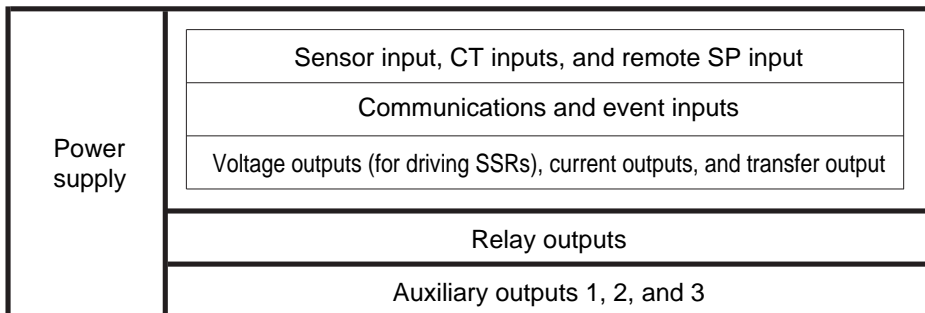 Power
supply
Sensor input, CT inputs, and remote SP input
Communications and event inputs
Voltage outputs (for driving SSRs), current outputs, and transfer output
Relay outputs
Auxiliary outputs 1, 2, and 3